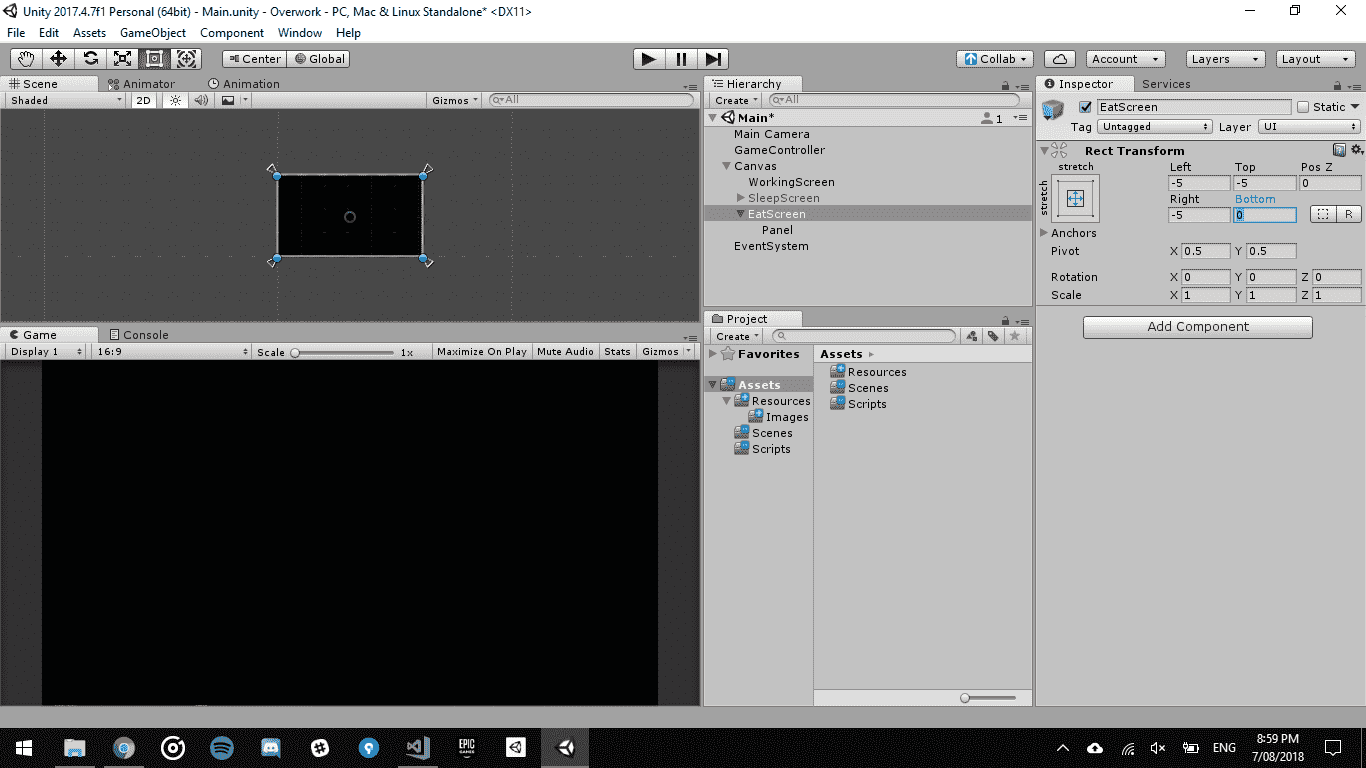 Unity 2017.4.7f1 Personal (64bit) - Main.unity - Overwork - PC, Mac & Linux Standalone* <DX11>
File Edit Assets GameObject Component Window Help
Center Global Collab Account Layers Layout
Scene Animator Animation
Shaded 2D Gizmos All
Hierarchy
Create All
Main* 1
Main Camera
GameController
Canvas
WorkingScreen
SleepScreen
EatScreen
Panel
EventSystem
Inspector Services
EatScreen Static
Tag Untagged Layer UI
Rect Transform
stretch
stretch
Left Top Pos Z
-5 -5 0
Right Bottom
-5 0 R
Anchors
Pivot X 0.5 Y 0.5
Rotation X 0 Y 0 Z 0
Scale X 1 Y 1 Z 1
Add Component
Game Console
Display 1 16:9 Scale 1x Maximize On Play Mute Audio Stats Gizmos
Project
Create
Favorites
Assets
Resources
Images
Scenes
Scripts
Assets
Resources
Scenes
Scripts
EPIC
GAMES
ENG
8:59 PM
7/08/2018